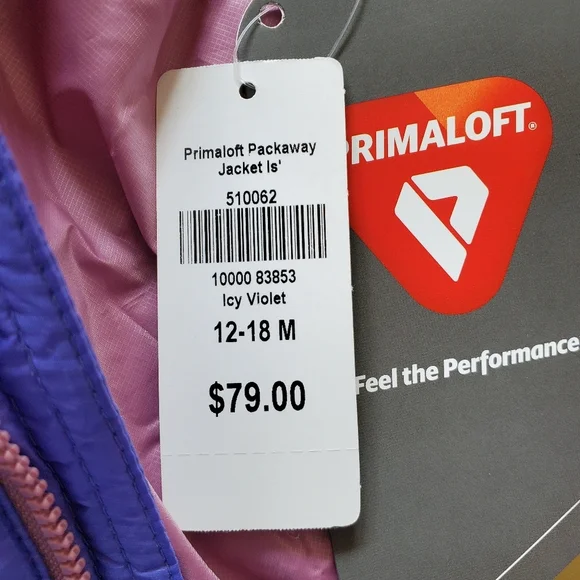 Primaloft Packaway
Jacket Is'
510062
10000 83853
Icy Violet
12-18 M
$79.00
PRIMALOFT®
Feel the Performance